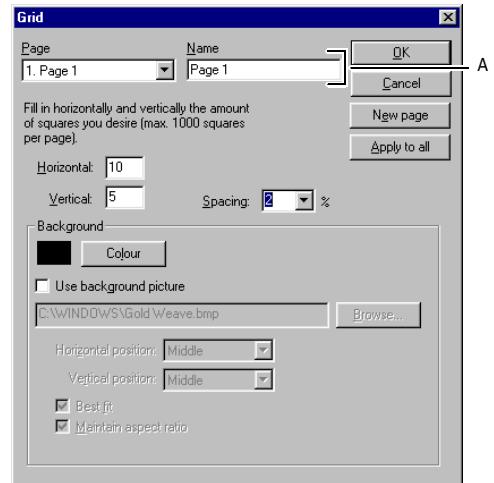 Grid
Page Name
1. Page 1 Page 1
OK
A
Cancel
New page
Apply to all
Fill in horizontally and vertically the amount
of squares you desire (max. 1000 squares
per page).
Horizontal: 10
Vertical: 5 Spacing: 2 %
Background
Colour
Use background picture
C:\WINDOWS\Gold Weave.bmp Browse...
Horizontal position: Middle
Vertical position: Middle
Best fit
Maintain aspect ratio